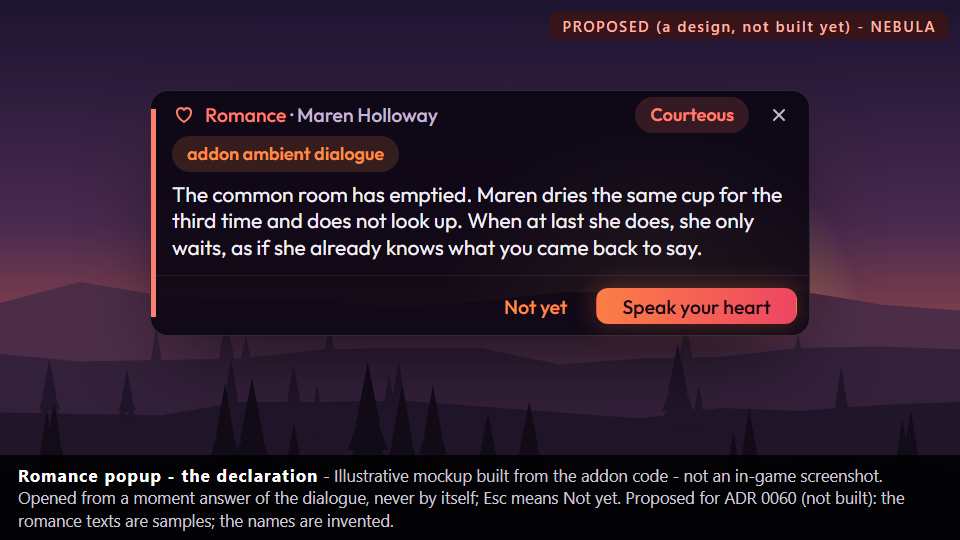 PROPOSED (a design, not built yet) - NEBULA
Romance · Maren Holloway
Courteous
addon ambient dialogue
The common room has emptied. Maren dries the same cup for the
third time and does not look up. When at last she does, she only
waits, as if she already knows what you came back to say.
Not yet
Speak your heart
Romance popup - the declaration - Illustrative mockup built from the addon code - not an in-game screenshot.
Opened from a moment answer of the dialogue, never by itself; Esc means Not yet. Proposed for ADR 0060 (not built): the
romance texts are samples; the names are invented.